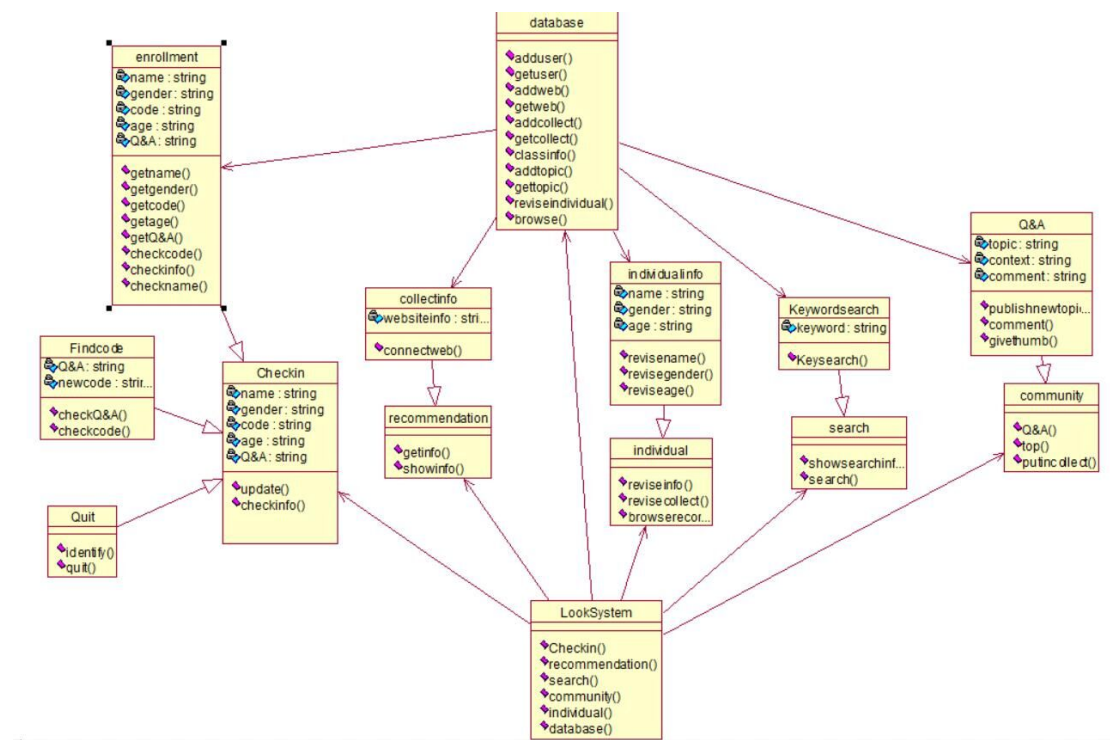 database
adduser()
getuser()
addweb()
getweb()
addcollect()
getcollect()
classinfo()
addtopic()
gettopic()
reviseindividual()
browse()
enrollment
name : string
gender : string
code : string
age : string
Q&A : string
getname()
getgender()
getcode()
getage()
getQ&A()
checkcode()
checkinfo()
checkname()
Q&A
topic : string
context : string
comment : string
publishnewtopi...
comment()
givethumb()
individualinfo
name : string
gender : string
age : string
revisename()
revisegender()
reviseage()
collectinfo
websiteinfo : stri...
connectweb()
Keywordsearch
keyword : string
Keysearch()
Findcode
Q&A : string
newcode : strir...
checkQ&A()
checkcode()
Checkin
name : string
gender : string
code : string
age : string
Q&A : string
update()
checkinfo()
recommendation
getinfo()
showinfo()
individual
reviseinfo()
revisecollect()
browserecor...
search
showsearchinf...
search()
community
Q&A()
top()
putincollect()
Quit
identify()
quit()
LookSystem
Checkin()
recommendation()
search()
community()
individual()
database()